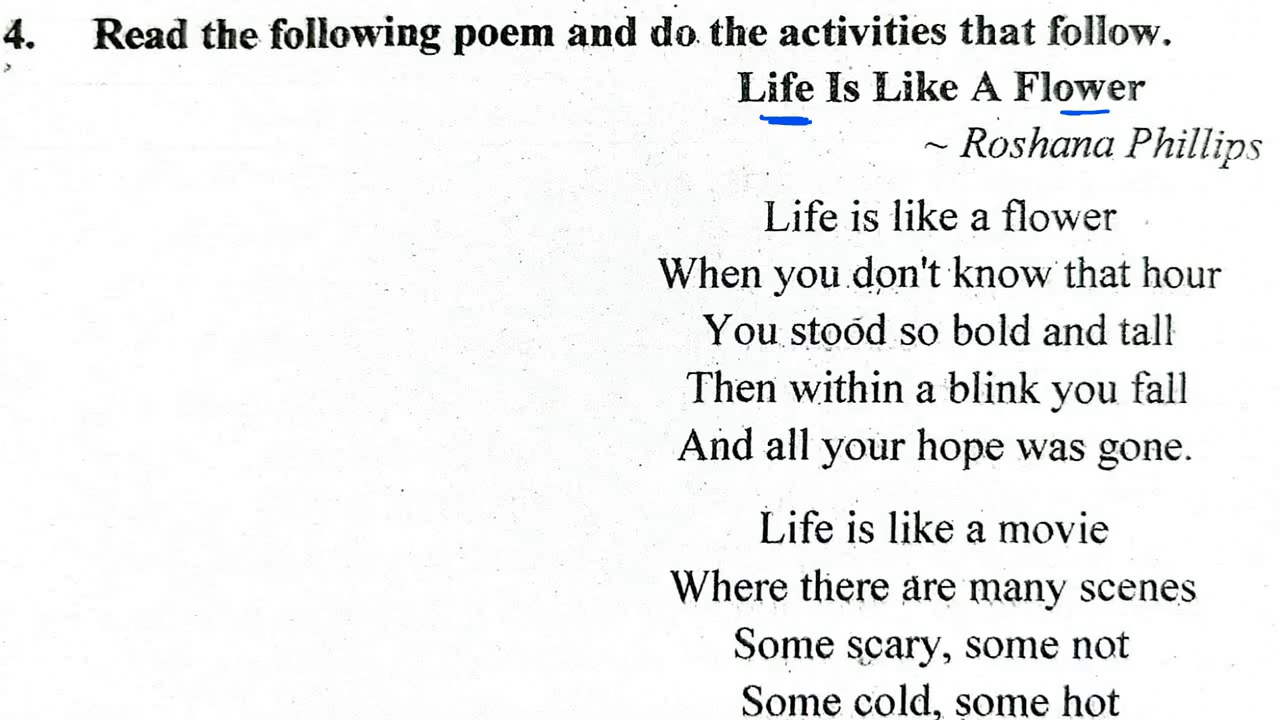 4. Read the following poem and do the activities that follow.
Life Is Like A Flower
~ Roshana Phillips
Life is like a flower
When you don't know that hour
You stood so bold and tall
Then within a blink you fall
And all your hope was gone.
Life is like a movie
Where there are many scenes
Some scary, some not
Some cold, some hot